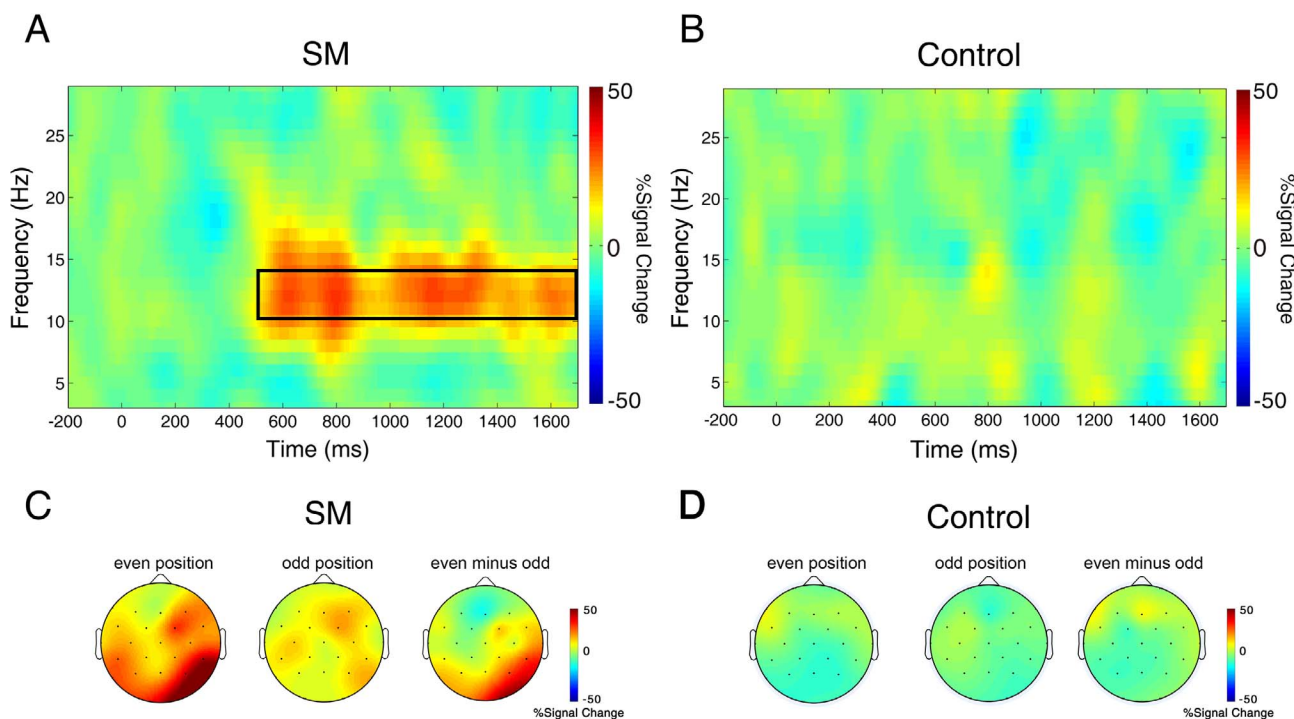 A
SM
B
Control
Frequency (Hz)
25
20
15
10
5
-200 0 200 400 600 800 1000 1200 1400 1600
Time (ms)
50
0
-50
%Signal Change
Frequency (Hz)
25
20
15
10
5
-200 0 200 400 600 800 1000 1200 1400 1600
Time (ms)
50
0
-50
%Signal Change
C
SM
even position odd position even minus odd
50
0
-50
%Signal Change
D
Control
even position odd position even minus odd
50
0
-50
%Signal Change